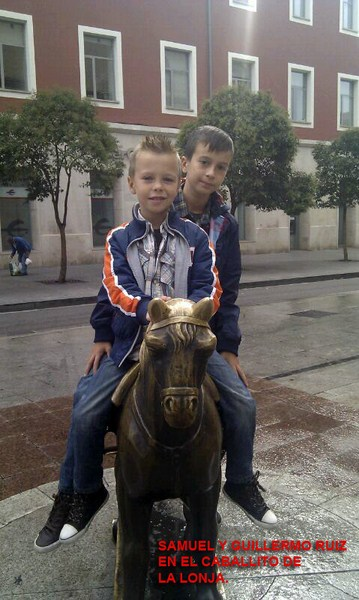 SAMUEL Y GUILLERMO RUIZ
EN EL CABALLITO DE
LA LONJA.